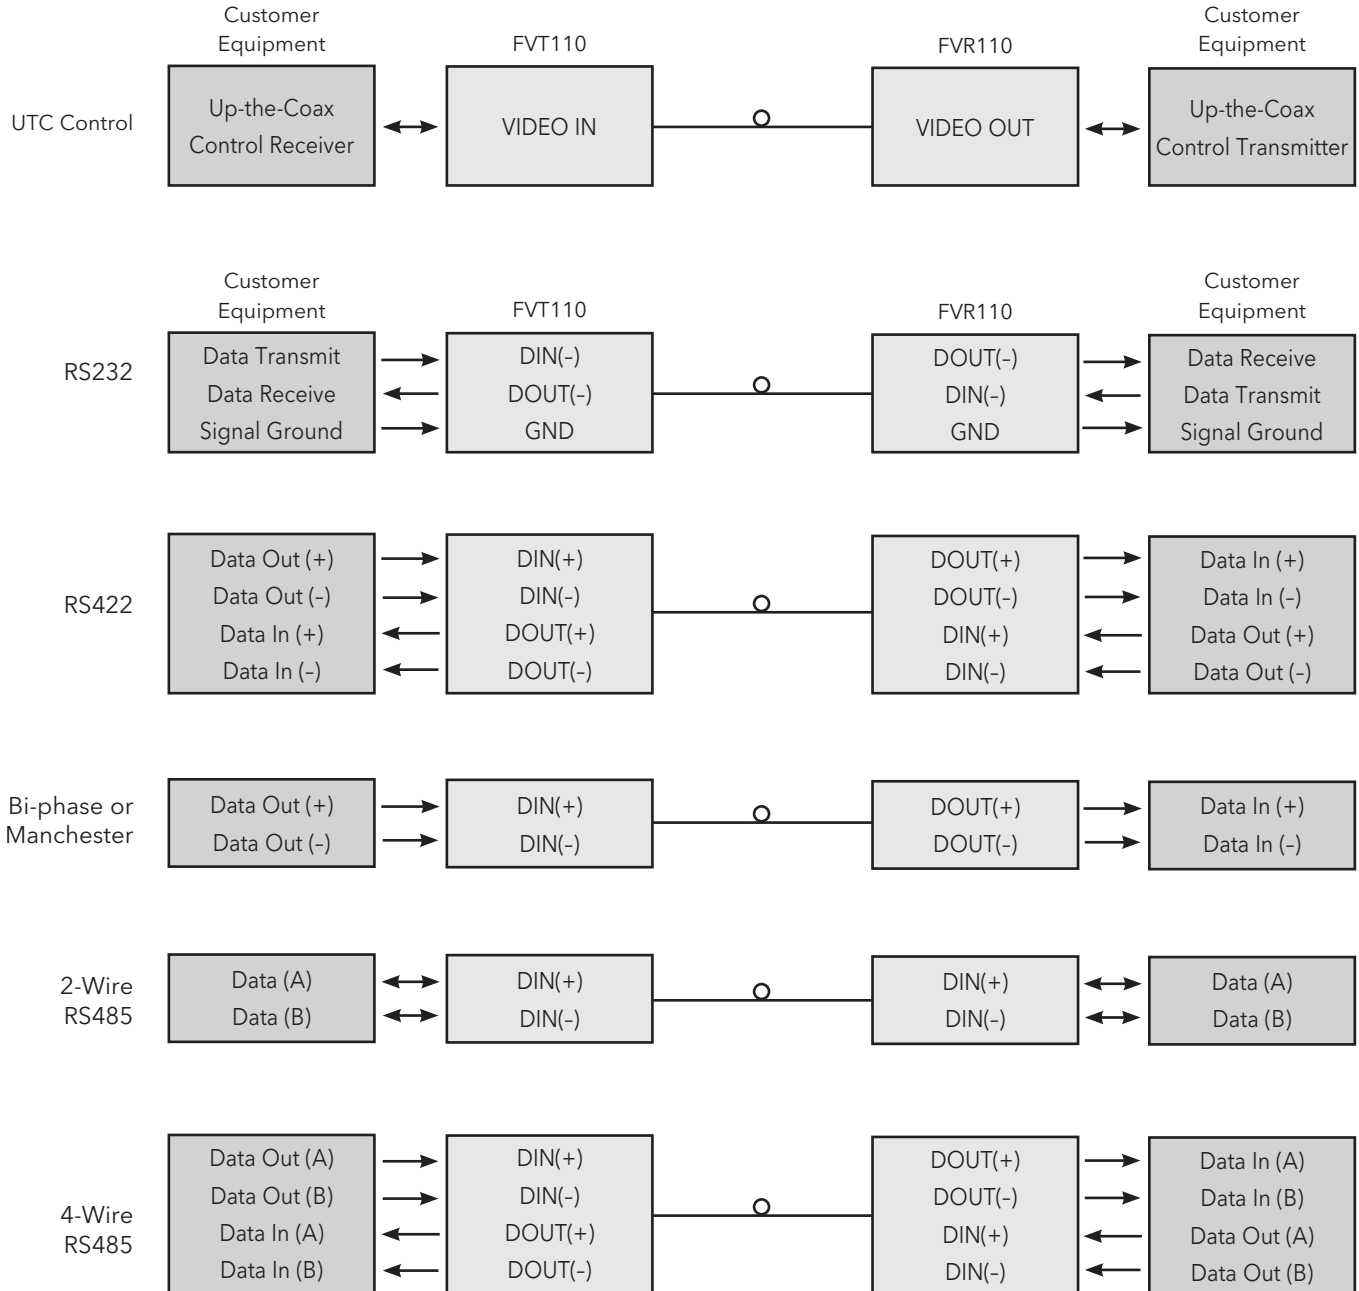 Customer
Equipment
FVT110
FVR110
Customer
Equipment
UTC Control
Up-the-Coax
Control Receiver
VIDEO IN
VIDEO OUT
Up-the-Coax
Control Transmitter
Customer
Equipment
FVT110
FVR110
Customer
Equipment
RS232
Data Transmit
Data Receive
Signal Ground
DIN(-)
DOUT(-)
GND
DOUT(-)
DIN(-)
GND
Data Receive
Data Transmit
Signal Ground
RS422
Data Out (+)
Data Out (-)
Data In (+)
Data In (-)
DIN(+)
DIN(-)
DOUT(+)
DOUT(-)
DOUT(+)
DOUT(-)
DIN(+)
DIN(-)
Data In (+)
Data In (-)
Data Out (+)
Data Out (-)
Bi-phase or
Manchester
Data Out (+)
Data Out (-)
DIN(+)
DIN(-)
DOUT(+)
DOUT(-)
Data In (+)
Data In (-)
2-Wire
RS485
Data (A)
Data (B)
DIN(+)
DIN(-)
DIN(+)
DIN(-)
Data (A)
Data (B)
4-Wire
RS485
Data Out (A)
Data Out (B)
Data In (A)
Data In (B)
DIN(+)
DIN(-)
DOUT(+)
DOUT(-)
DOUT(+)
DOUT(-)
DIN(+)
DIN(-)
Data In (A)
Data In (B)
Data Out (A)
Data Out (B)